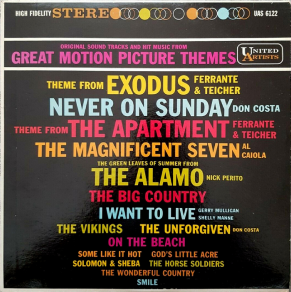 HIGH FIDELITY STEREO UAS 6122
ORIGINAL SOUND TRACKS AND HIT MUSIC FROM
GREAT MOTION PICTURE THEMES
UNITED ARTISTS
THEME FROM EXODUS FERRANTE & TEICHER
NEVER ON SUNDAY DON COSTA
THEME FROM THE APARTMENT FERRANTE & TEICHER
THE MAGNIFICENT SEVEN AL CAIOLA
THE GREEN LEAVES OF SUMMER FROM
THE ALAMO NICK PERITO
THE BIG COUNTRY
I WANT TO LIVE GERRY MULLIGAN SHELLY MANNE
THE VIKINGS THE UNFORGIVEN DON COSTA
ON THE BEACH
SOME LIKE IT HOT GOD'S LITTLE ACRE
SOLOMON & SHEBA THE HORSE SOLDIERS
THE WONDERFUL COUNTRY
SMILE